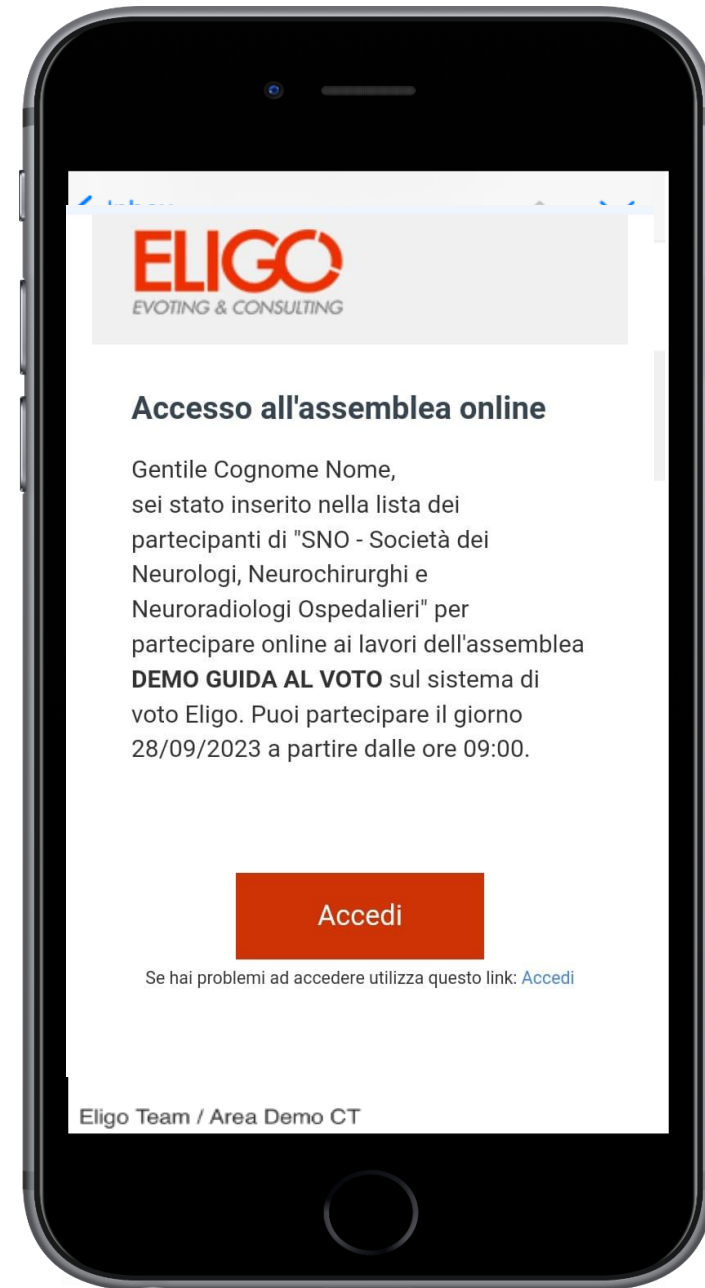 ELIGO
EVOTING & CONSULTING
Accesso all'assemblea online
Gentile Cognome Nome,
sei stato inserito nella lista dei
partecipanti di "SNO - Società dei
Neurologi, Neurochirurghi e
Neuroradiologi Ospedalieri" per
partecipare online ai lavori dell'assemblea
DEMO GUIDA AL VOTO sul sistema di
voto Eligo. Puoi partecipare il giorno
28/09/2023 a partire dalle ore 09:00.
Accedi
Se hai problemi ad accedere utilizza questo link: Accedi
Eligo Team / Area Demo CT